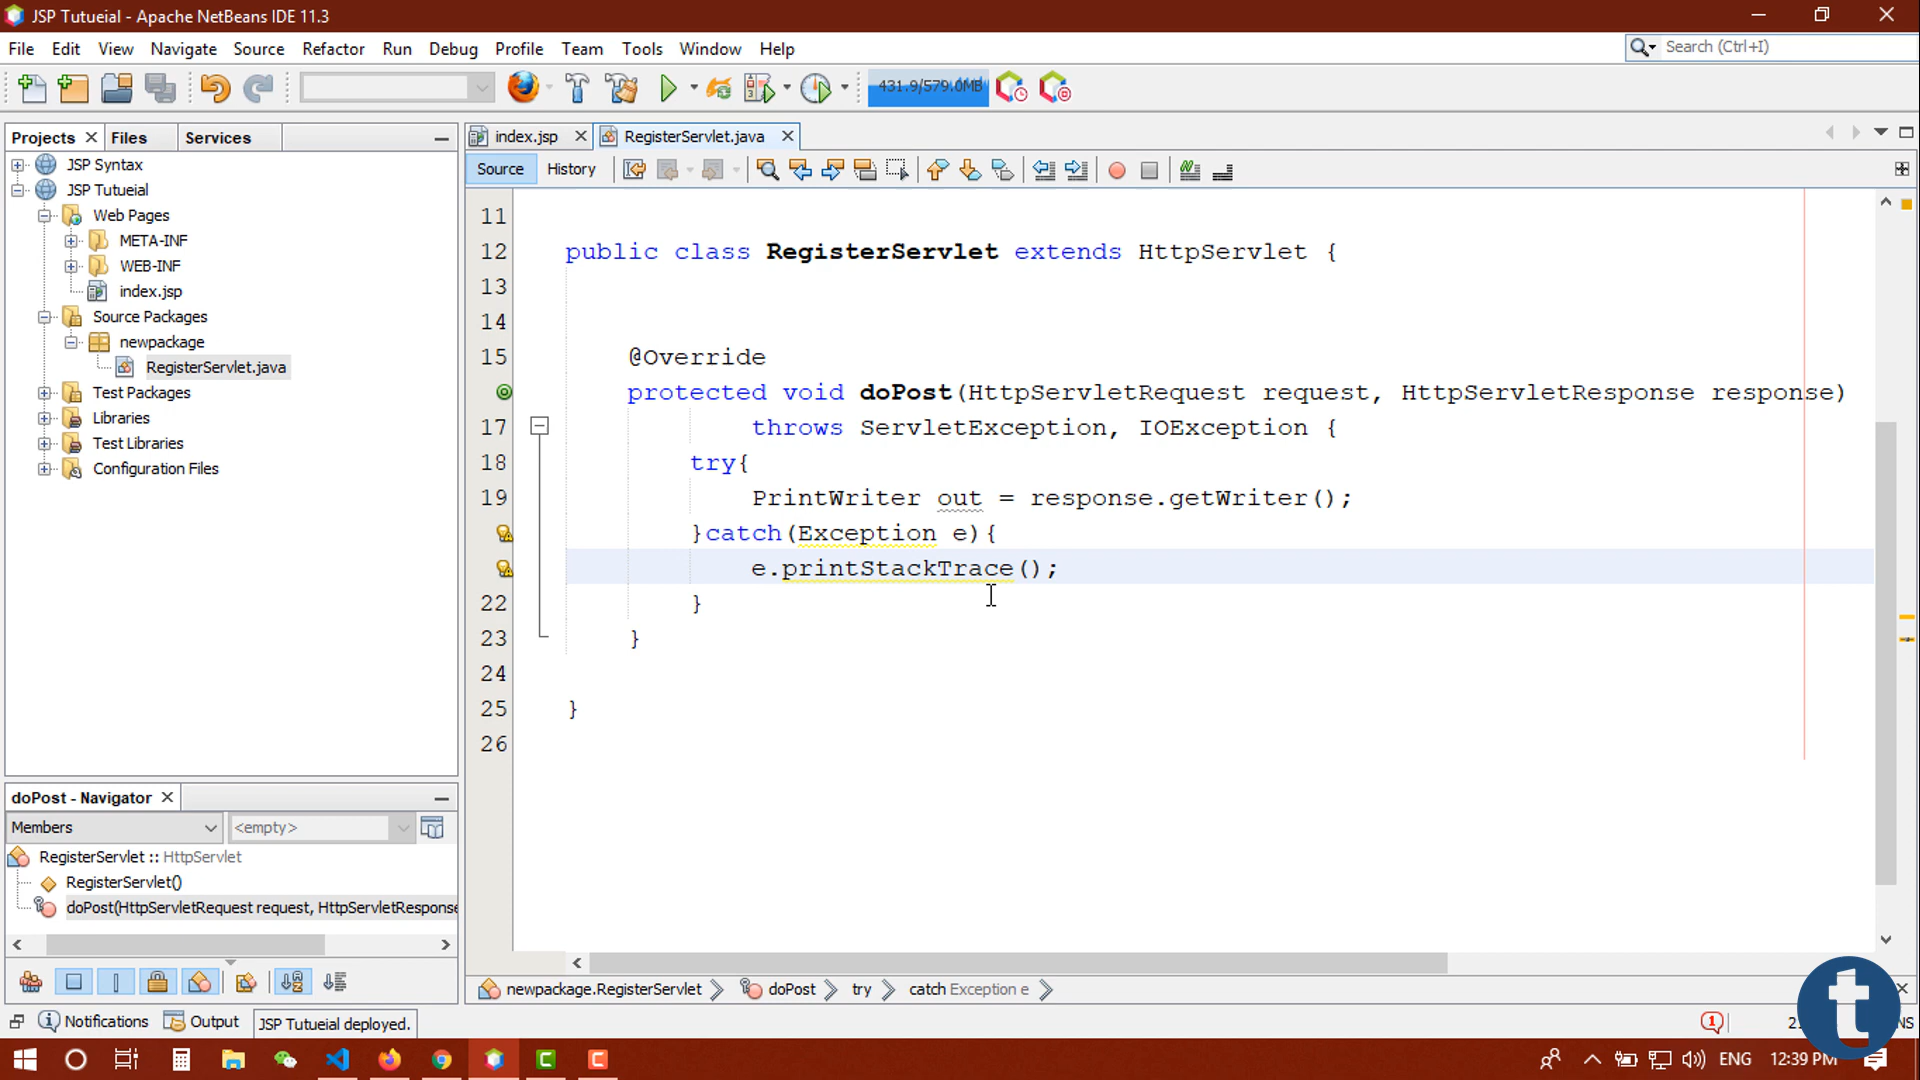 JSP Tutueial - Apache NetBeans IDE 11.3
File Edit View Navigate Source Refactor Run Debug Profile Team Tools Window Help
Search (Ctrl+I)
431.9/579.0MB
Projects Files Services
JSP Syntax
JSP Tutueial
Web Pages
META-INF
WEB-INF
index.jsp
Source Packages
newpackage
RegisterServlet.java
Test Packages
Libraries
Test Libraries
Configuration Files
index.jsp RegisterServlet.java
Source History
11
12 public class RegisterServlet extends HttpServlet {
13
14
15 @Override
protected void doPost(HttpServletRequest request, HttpServletResponse response)
17 throws ServletException, IOException {
18 try{
19 PrintWriter out = response.getWriter();
}catch(Exception e){
e.printStackTrace();
22 }
23 }
24
25 }
26
doPost - Navigator
Members <empty>
RegisterServlet :: HttpServlet
RegisterServlet()
doPost(HttpServletRequest request, HttpServletResponse
newpackage.RegisterServlet doPost try catch Exception e
Notifications Output JSP Tutueial deployed.
1
t
ENG 12:39 PM